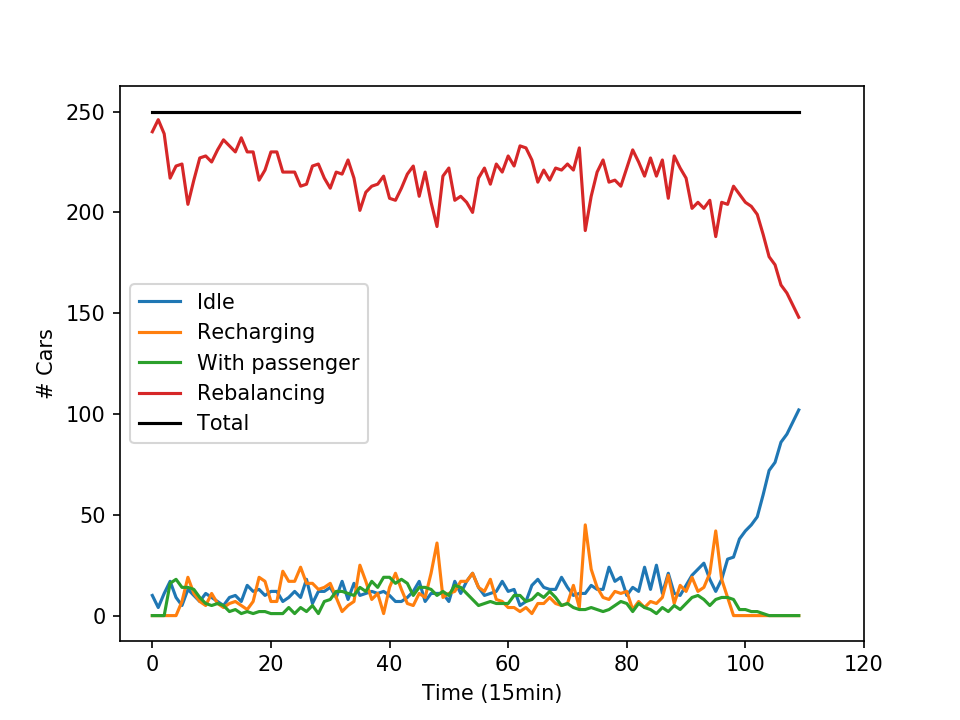 250
200
150
100
50
0
# Cars
Idle
Recharging
With passenger
Rebalancing
Total
0 20 40 60 80 100 120
Time (15min)